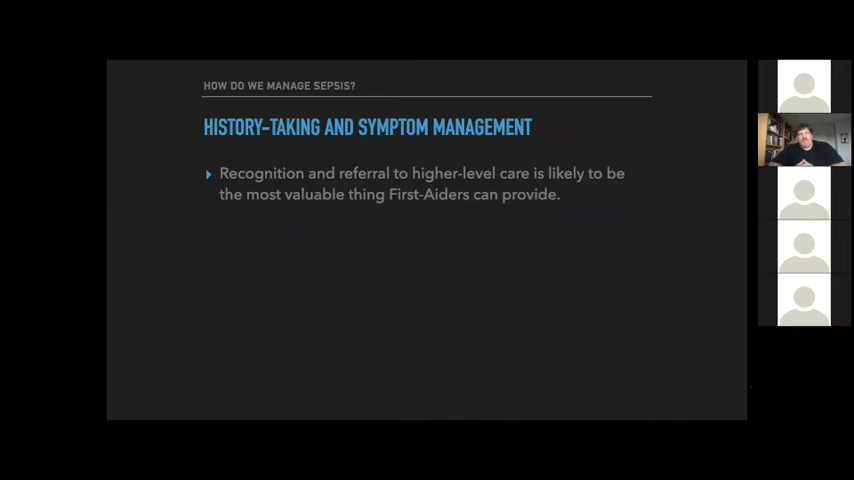 HOW DO WE MANAGE SEPSIS?
HISTORY-TAKING AND SYMPTOM MANAGEMENT
Recognition and referral to higher-level care is likely to be
the most valuable thing First-Aiders can provide.